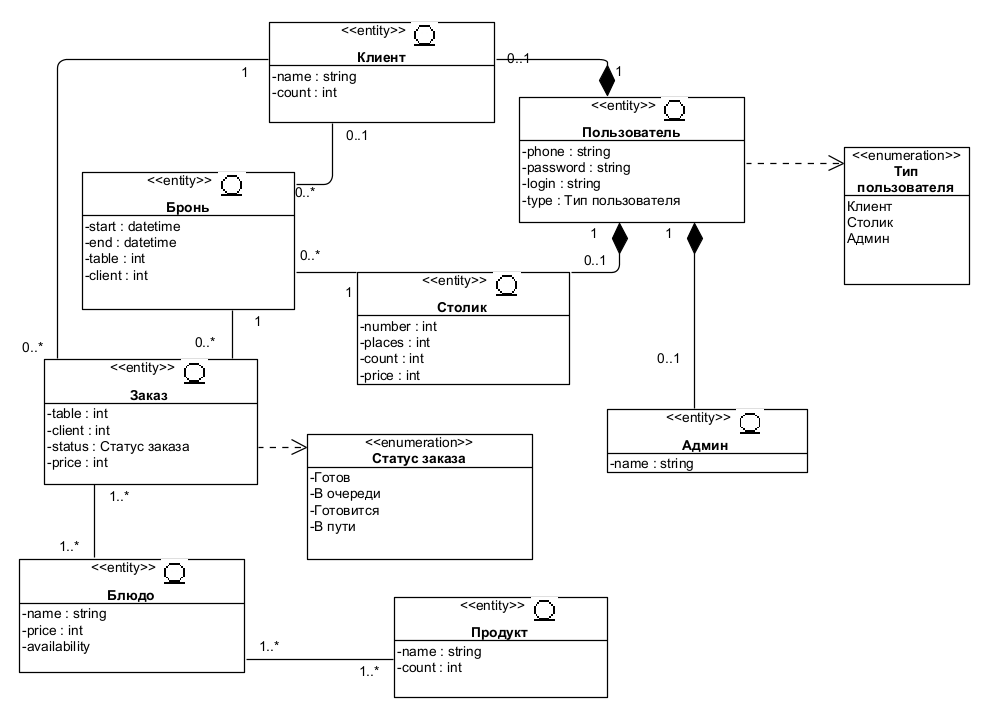 <<entity>>
Клиент
-name : string
-count : int
0..1
1
1
0..1
0..*
<<entity>>
Пользователь
-phone : string
-password : string
-login : string
-type : Тип пользователя
<<enumeration>>
Тип
пользователя
Клиент
Столик
Админ
<<entity>>
Бронь
-start : datetime
-end : datetime
-table : int
-client : int
0..*
1
1
0..1
1
<<entity>>
Столик
-number : int
-places : int
-count : int
-price : int
1
0..*
0..*
0..1
<<entity>>
Заказ
-table : int
-client : int
-status : Статус заказа
-price : int
<<entity>>
Админ
-name : string
<<enumeration>>
Статус заказа
-Готов
-В очереди
-Готовится
-В пути
1..*
1..*
<<entity>>
Блюдо
-name : string
-price : int
-availability
1..*
1..*
<<entity>>
Продукт
-name : string
-count : int